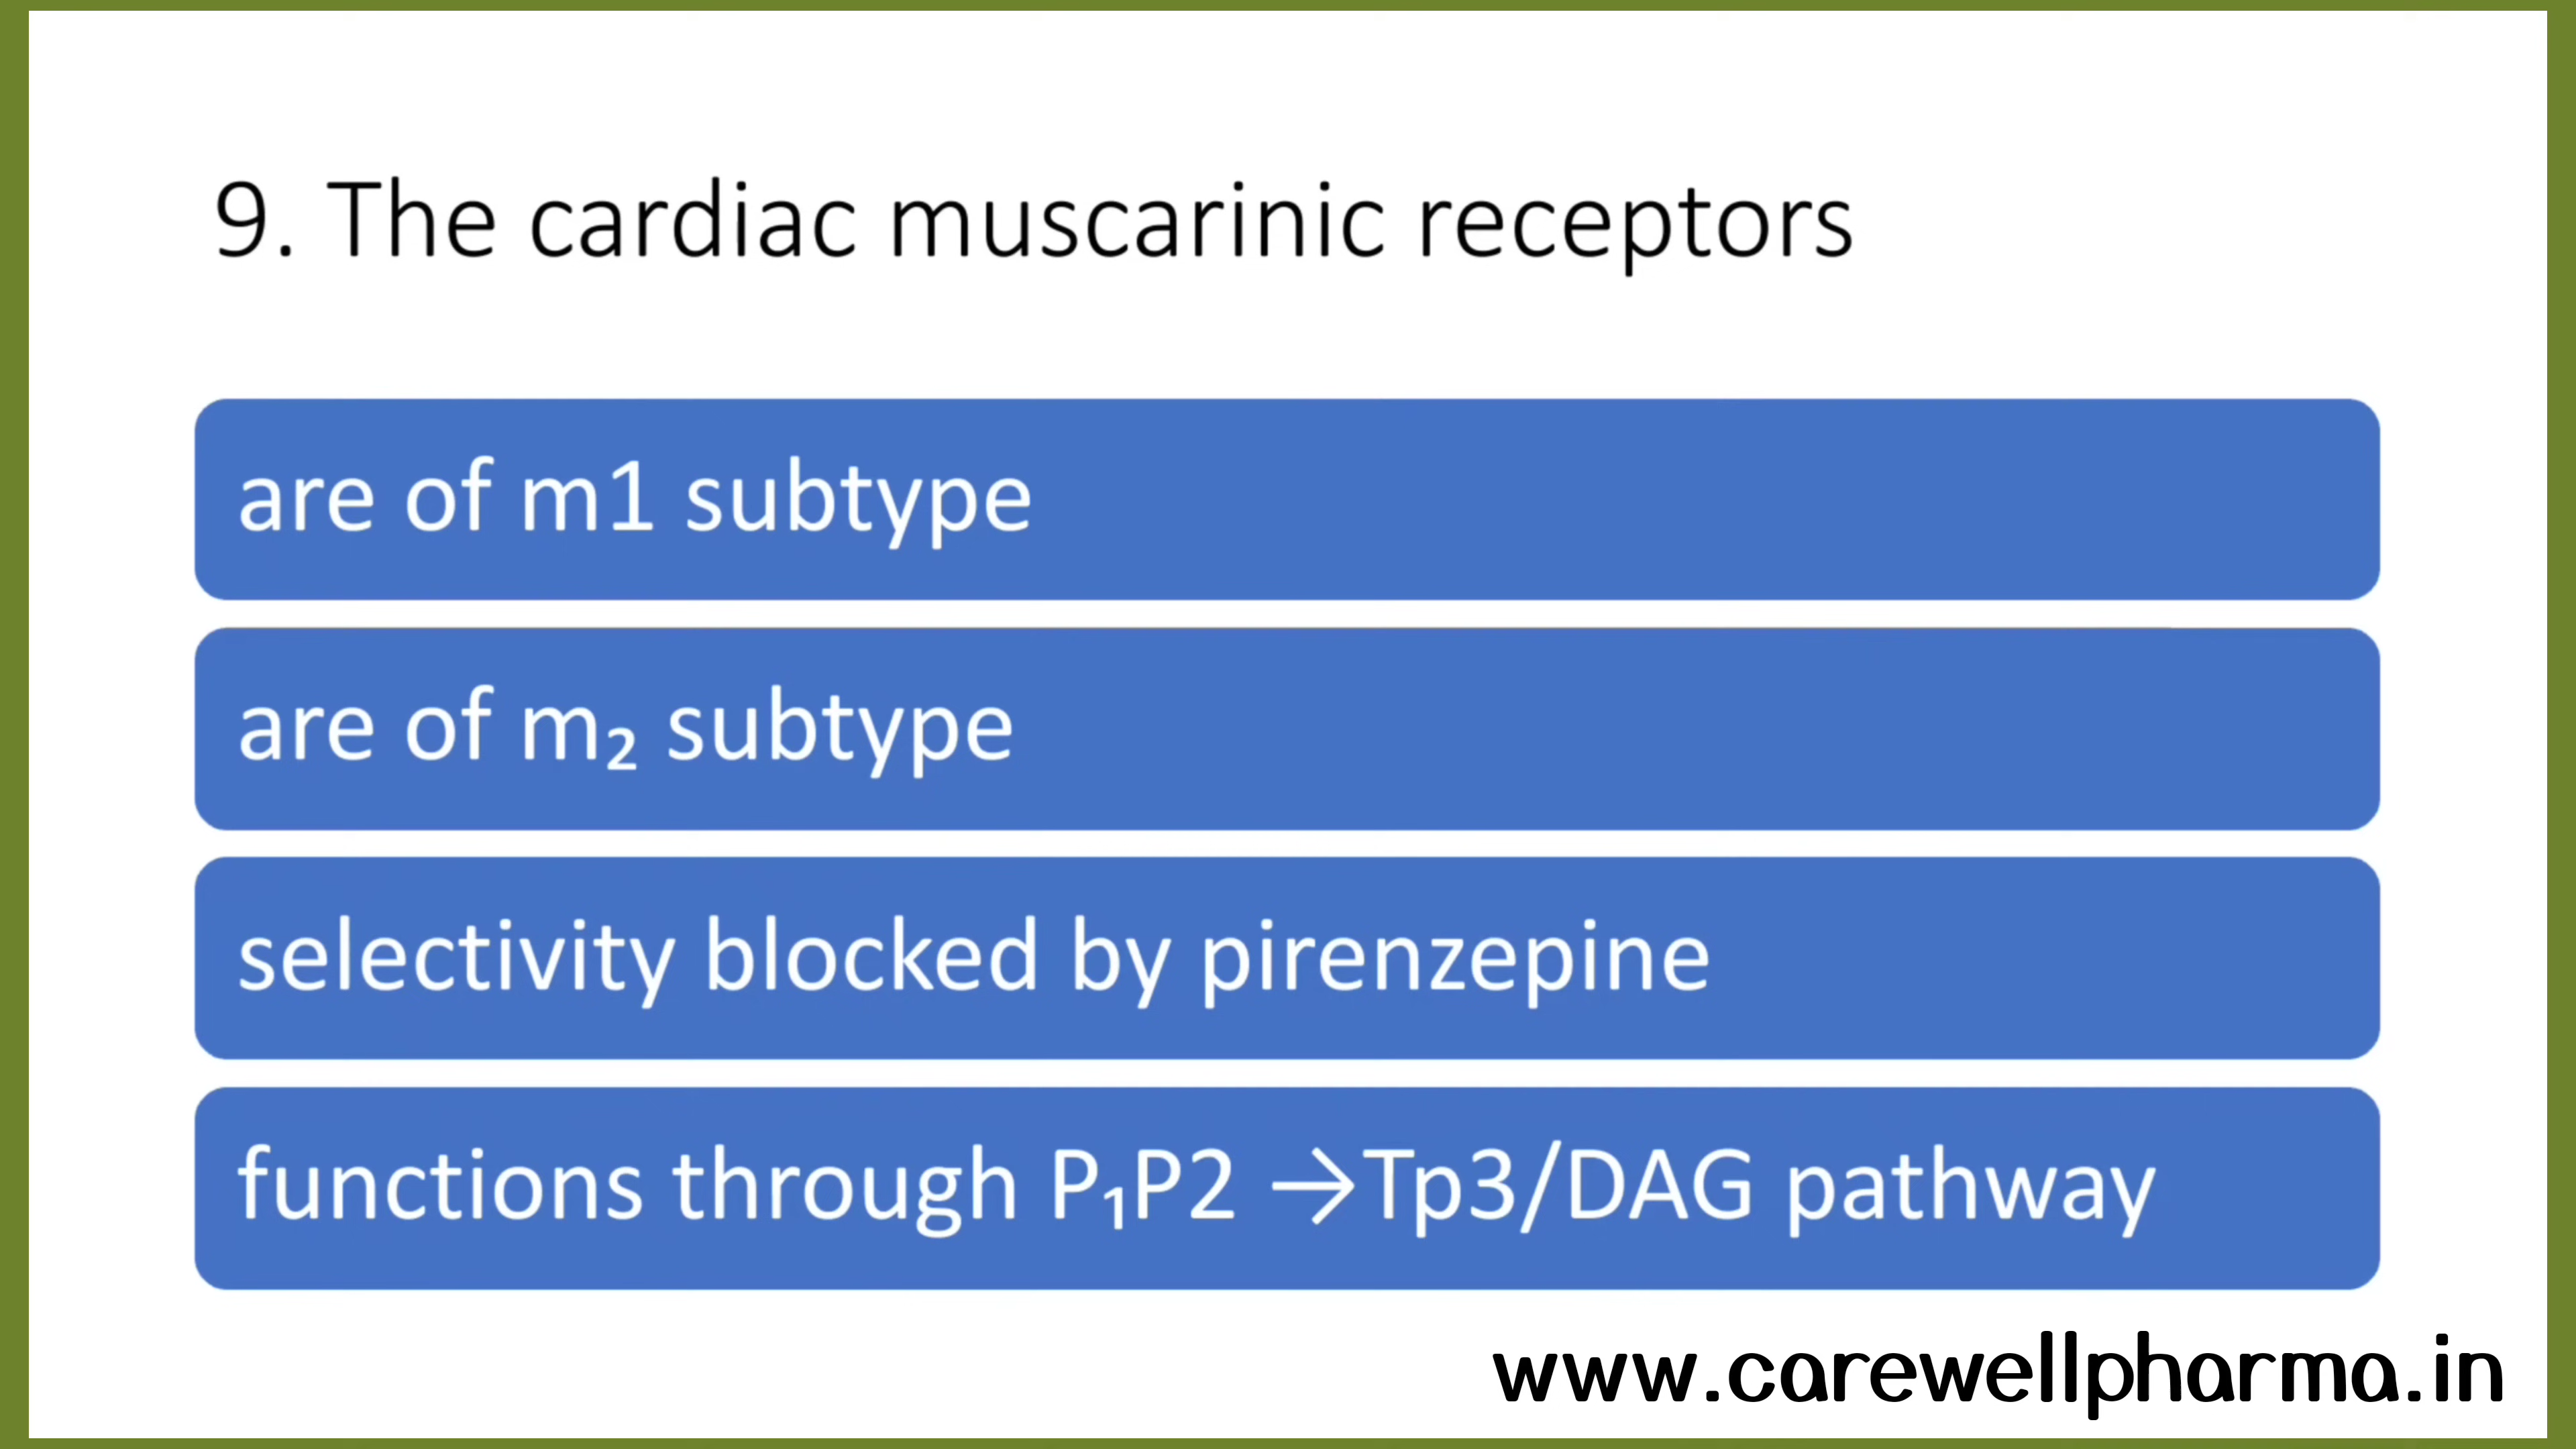 9. The cardiac muscarinic receptors
are of m1 subtype
are of m₂ subtype
selectivity blocked by pirenzepine
functions through P₁P2 →Tp3/DAG pathway
www.carewellpharma.in